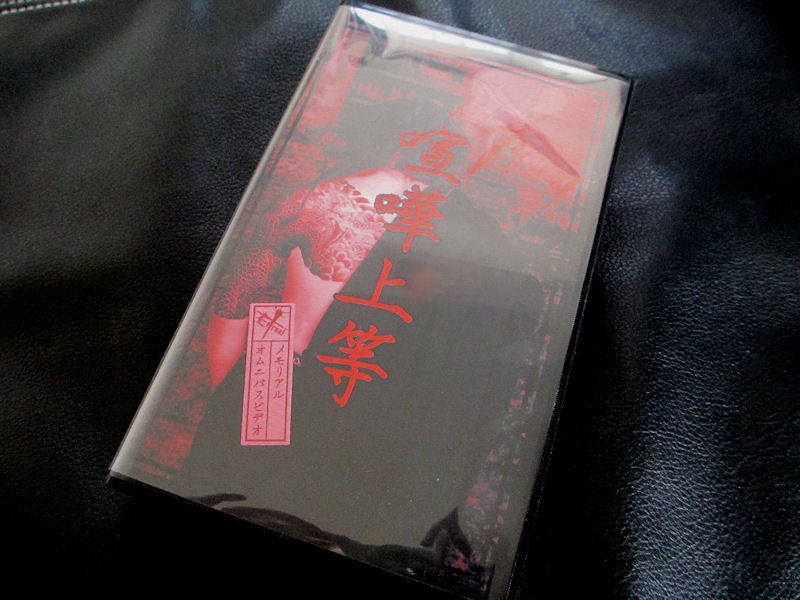 喧嘩上等
メモリアル
オムニバスビデオ